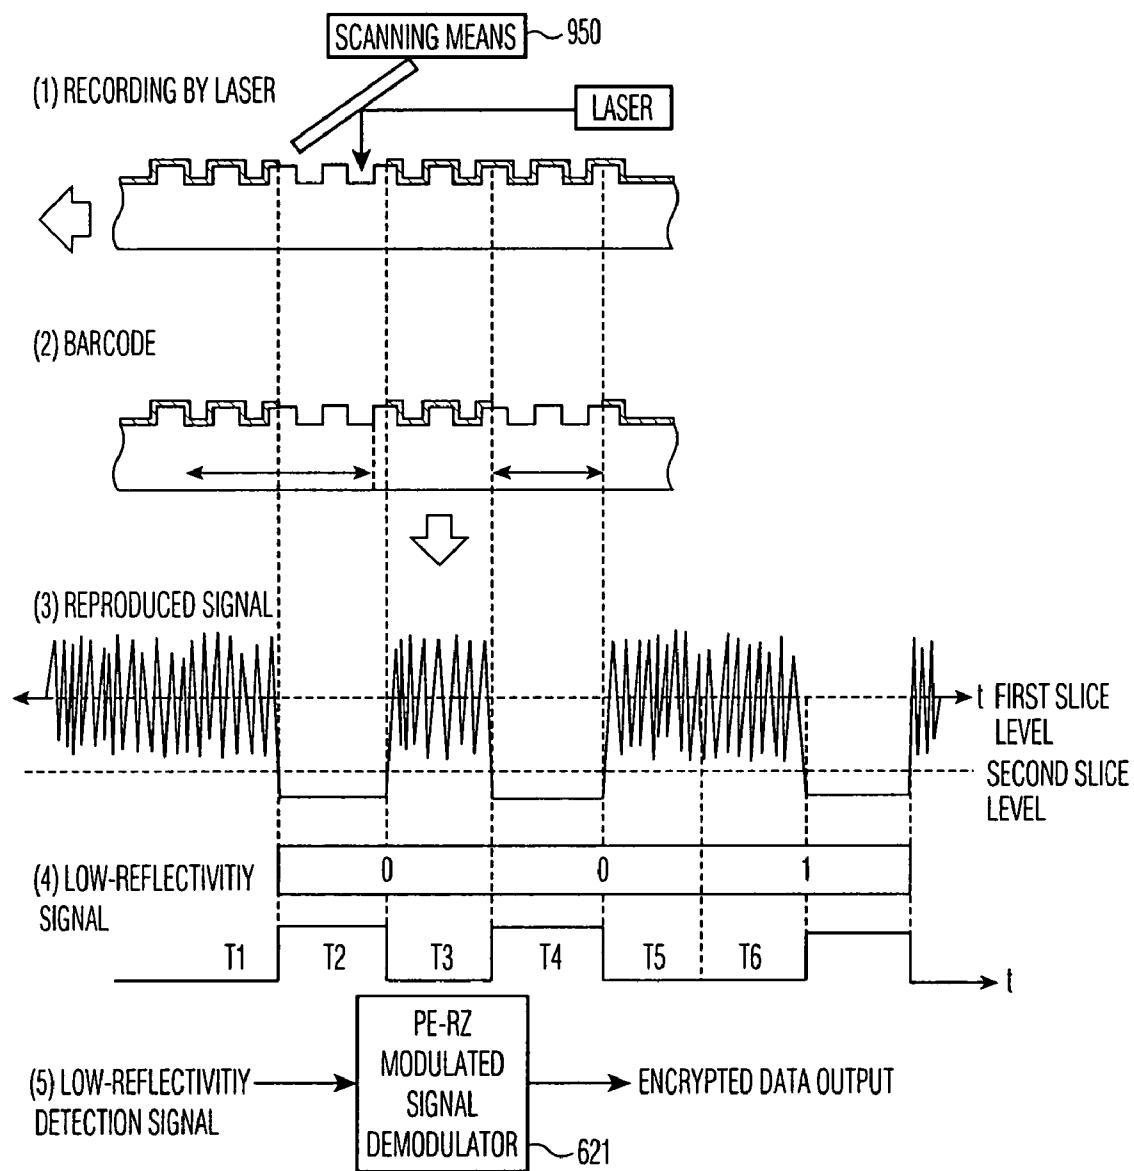 SCANNING MEANS
950
(1) RECORDING BY LASER
LASER
(2) BARCODE
(3) REPRODUCED SIGNAL
t FIRST SLICE
LEVEL
SECOND SLICE
LEVEL
0 0 1
(4) LOW-REFLECTIVITIY
SIGNAL
T1 T2 T3 T4 T5 T6
t
PE-RZ
MODULATED
SIGNAL
DEMODULATOR
(5) LOW-REFLECTIVITIY
DETECTION SIGNAL
ENCRYPTED DATA OUTPUT
621